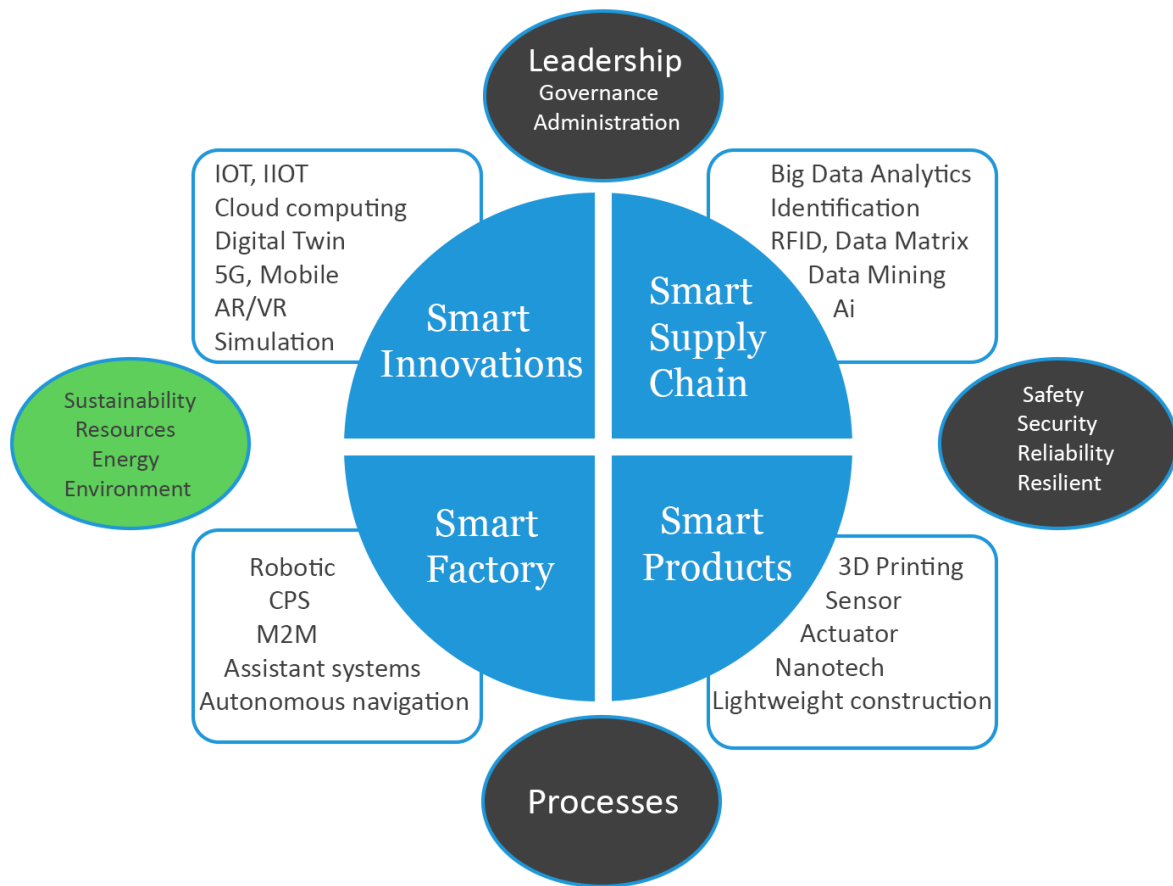 Leadership
Governance
Administration
IOT, IIOT
Cloud computing
Digital Twin
5G, Mobile
AR/VR
Simulation
Big Data Analytics
Identification
RFID, Data Matrix
Data Mining
Ai
Smart
Innovations
Smart
Supply
Chain
Sustainability
Resources
Energy
Environment
Safety
Security
Reliability
Resilient
Smart
Factory
Smart
Products
Robotic
CPS
M2M
Assistant systems
Autonomous navigation
3D Printing
Sensor
Actuator
Nanotech
Lightweight construction
Processes